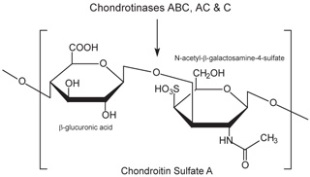 Chondrotinases ABC, AC & C
N-acetyl-β-galactosamine-4-sulfate
COOH
CH₂OH
HO₃S
O
O
O
O
O
OH
OH
HN
CH₃
O
β-glucuronic acid
Chondroitin Sulfate A